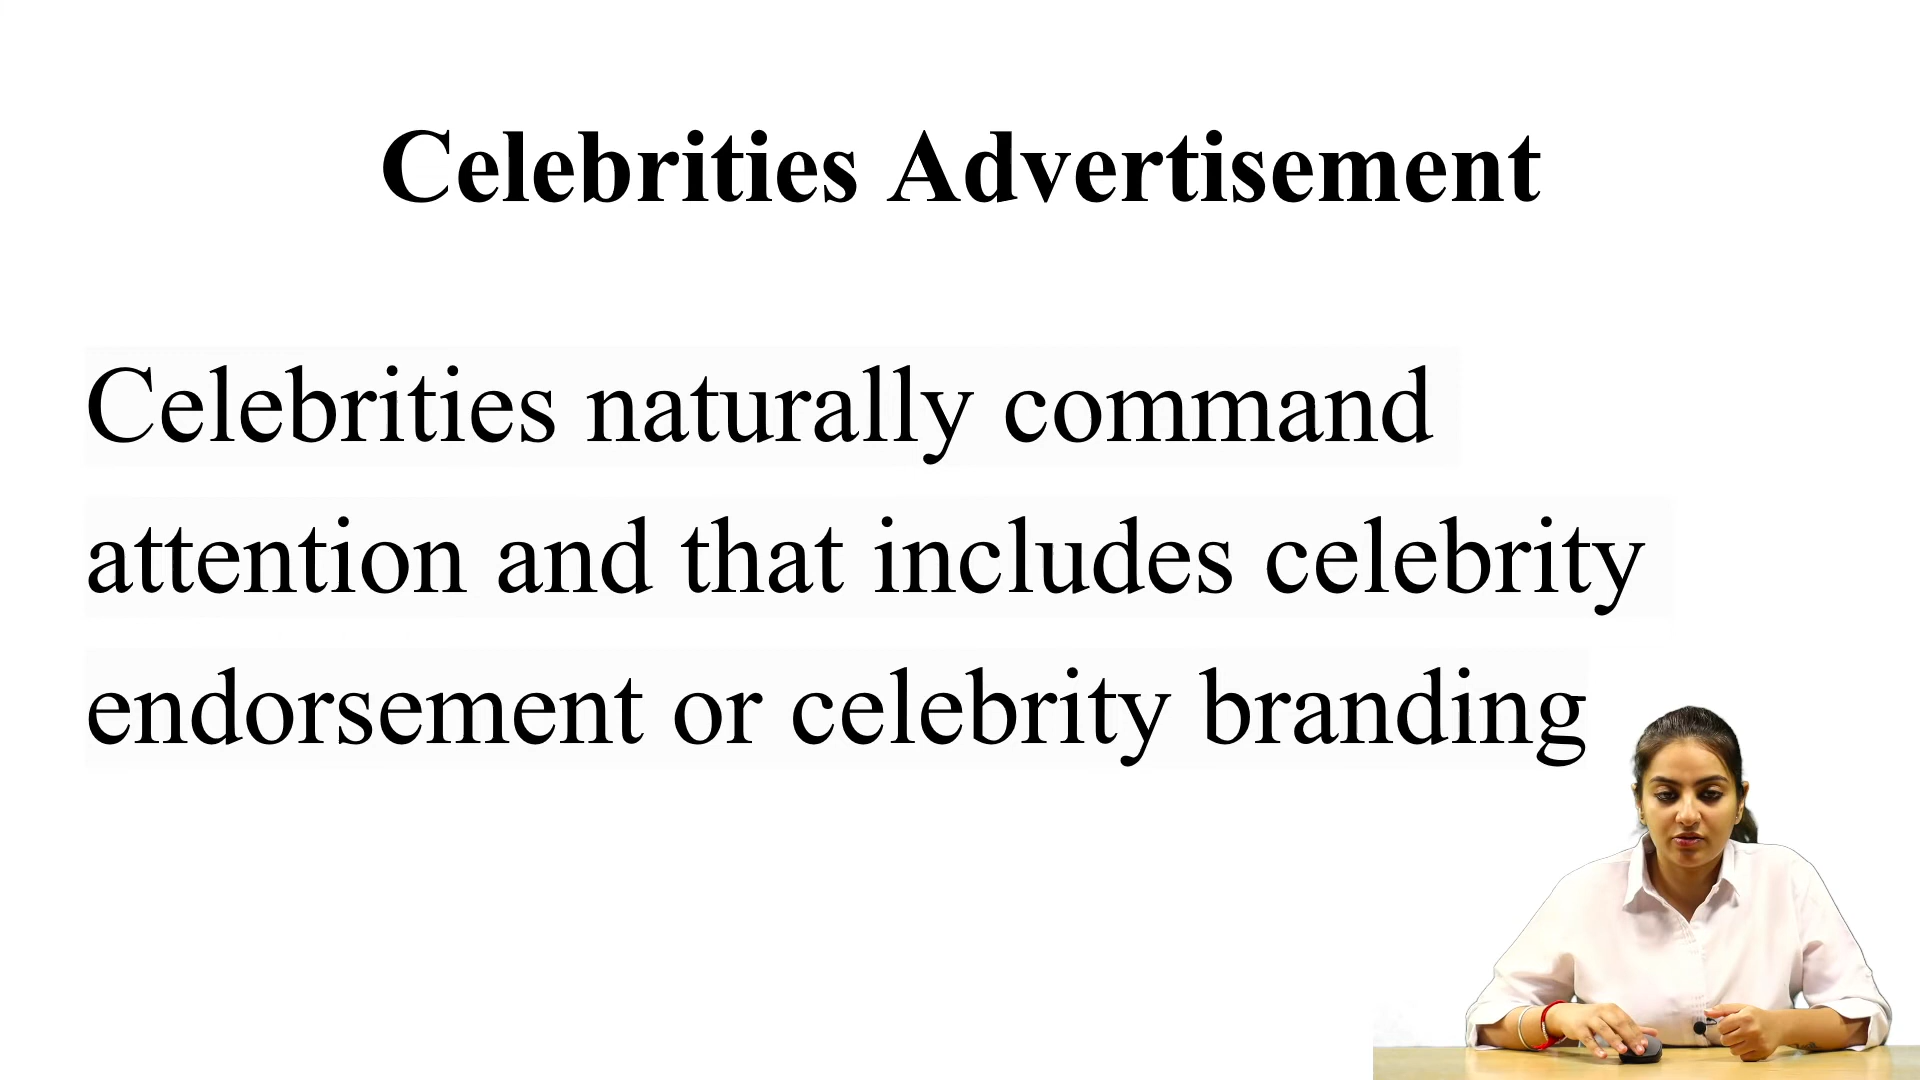 Celebrities Advertisement
Celebrities naturally command
attention and that includes celebrity
endorsement or celebrity branding